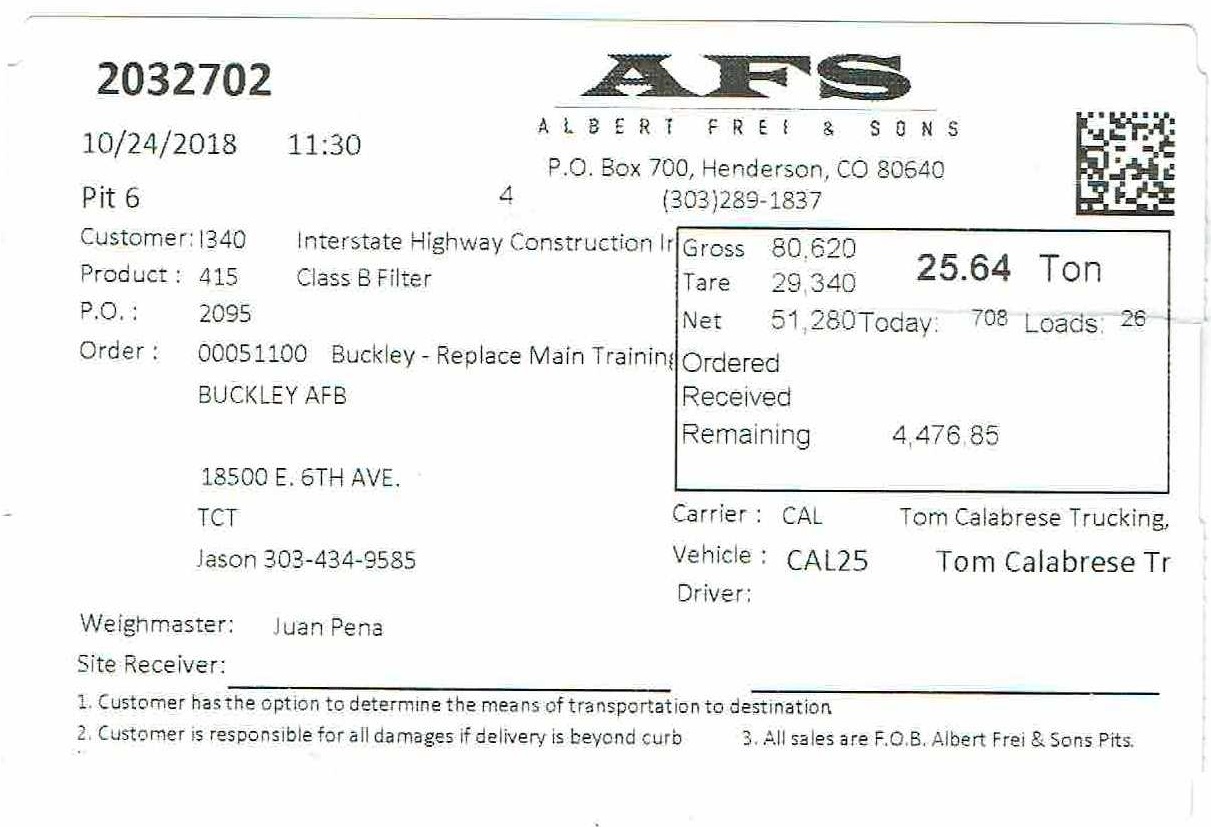 2032702
AFS
ALBERT FREI & SONS
10/24/2018 11:30
P.O. Box 700, Henderson, CO 80640
Pit 6 4 (303)289-1837
Customer: I340 Interstate Highway Construction Ir
Product : 415 Class B Filter
P.O. : 2095
Order : 00051100 Buckley - Replace Main Training
BUCKLEY AFB
18500 E. 6TH AVE.
TCT
Jason 303-434-9585
Gross 80,620 25.64 Ton
Tare 29,340
Net 51,280 Today: 708 Loads: 26
Ordered
Received
Remaining 4,476.85
Carrier : CAL Tom Calabrese Trucking,
Vehicle : CAL25 Tom Calabrese Tr
Driver:
Weighmaster: Juan Pena
Site Receiver:
1. Customer has the option to determine the means of transportation to destination
2. Customer is responsible for all damages if delivery is beyond curb 3. All sales are F.O.B. Albert Frei & Sons Pits.